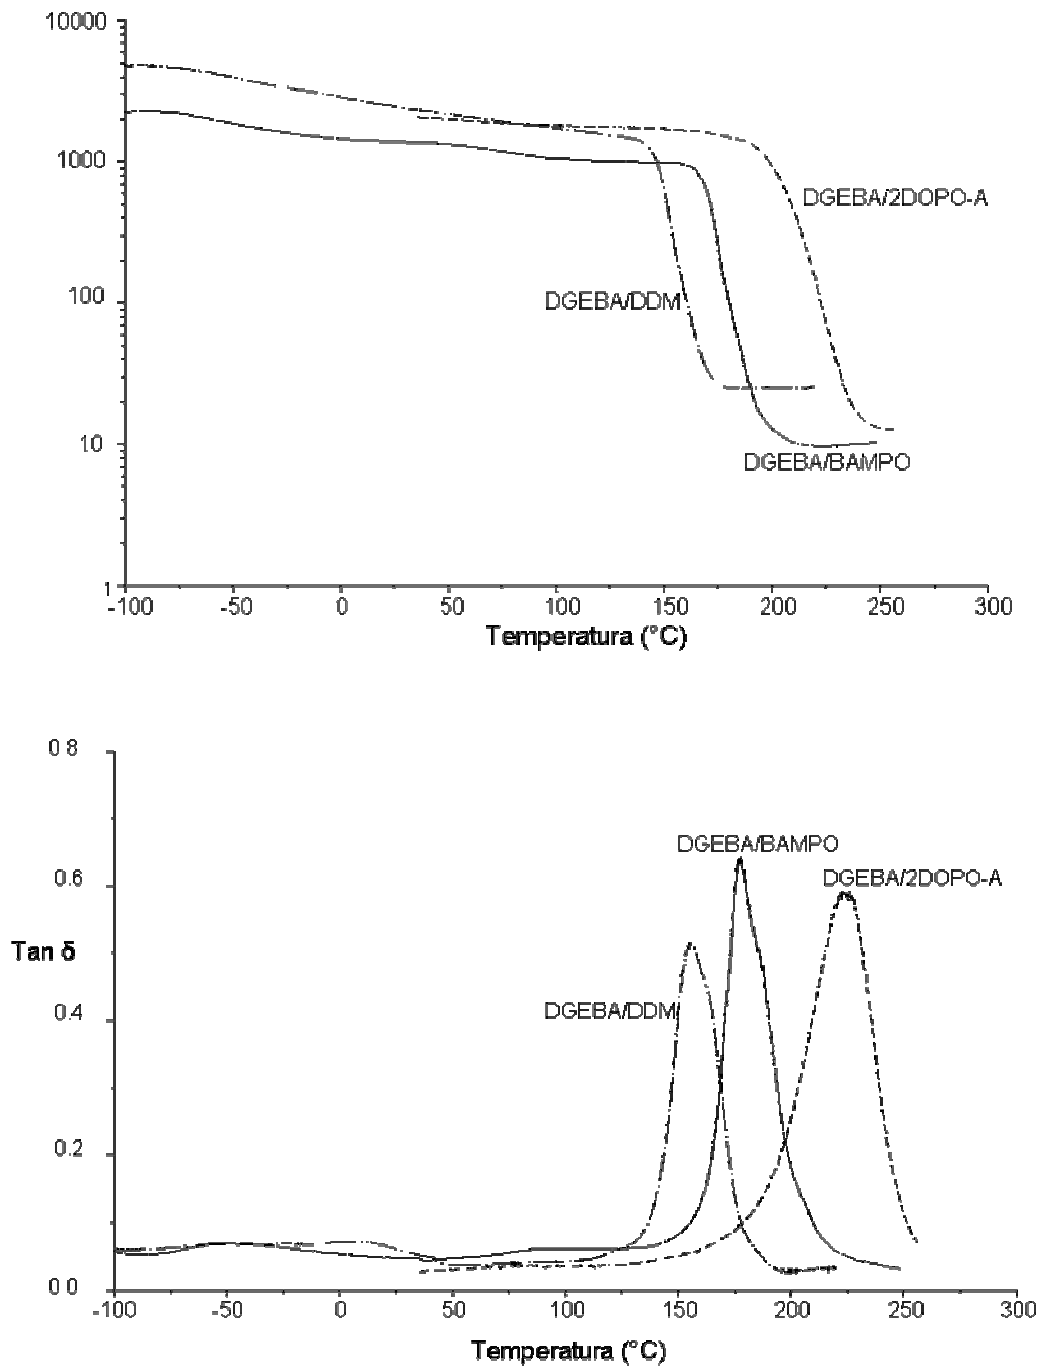 10000
1000
DGEBA/2DOPO-A
DGEBA/DDM
100
10
DGEBA/BAMPO
1
-100 -50 0 50 100 150 200 250 300
Temperatura (°C)
0.8
DGEBA/BAMPO
DGEBA/2DOPO-A
0.6
Tan δ
DGEBA/DDM
0.4
0.2
0.0
-100 -50 0 50 100 150 200 250 300
Temperatura (°C)